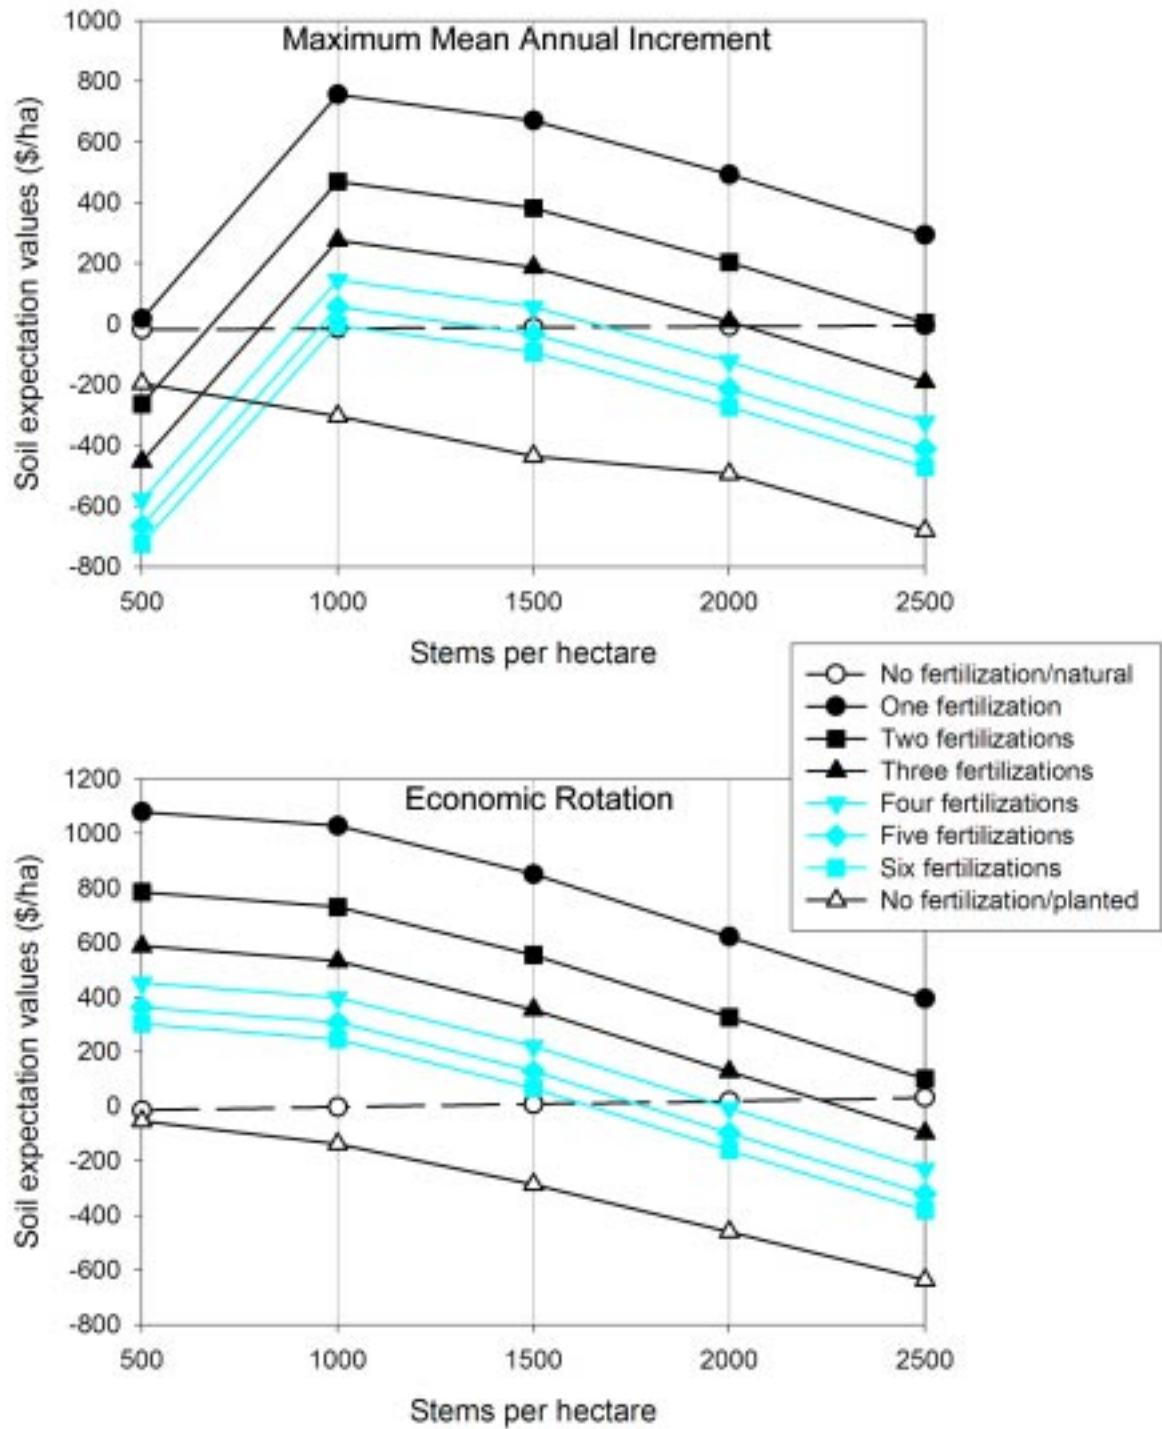 Maximum Mean Annual Increment
1000
800
600
400
200
0
-200
-400
-600
-800
Soil expectation values ($/ha)
500 1000 1500 2000 2500
Stems per hectare
No fertilization/natural
One fertilization
Two fertilizations
Three fertilizations
Four fertilizations
Five fertilizations
Six fertilizations
No fertilization/planted
Economic Rotation
1200
1000
800
600
400
200
0
-200
-400
-600
-800
Soil expectation values ($/ha)
500 1000 1500 2000 2500
Stems per hectare